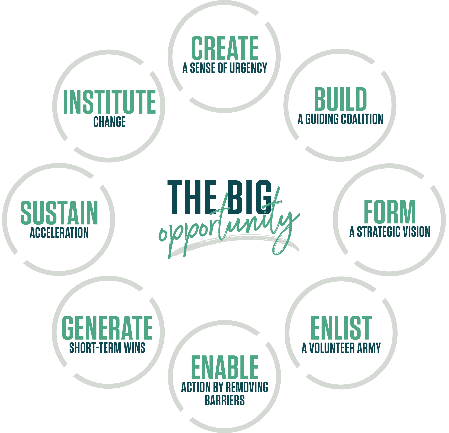 CREATE
A SENSE OF URGENCY
BUILD
A GUIDING COALITION
FORM
A STRATEGIC VISION
ENLIST
A VOLUNTEER ARMY
ENABLE
ACTION BY REMOVING
BARRIERS
GENERATE
SHORT-TERM WINS
SUSTAIN
ACCELERATION
INSTITUTE
CHANGE
THE BIG
opportunity